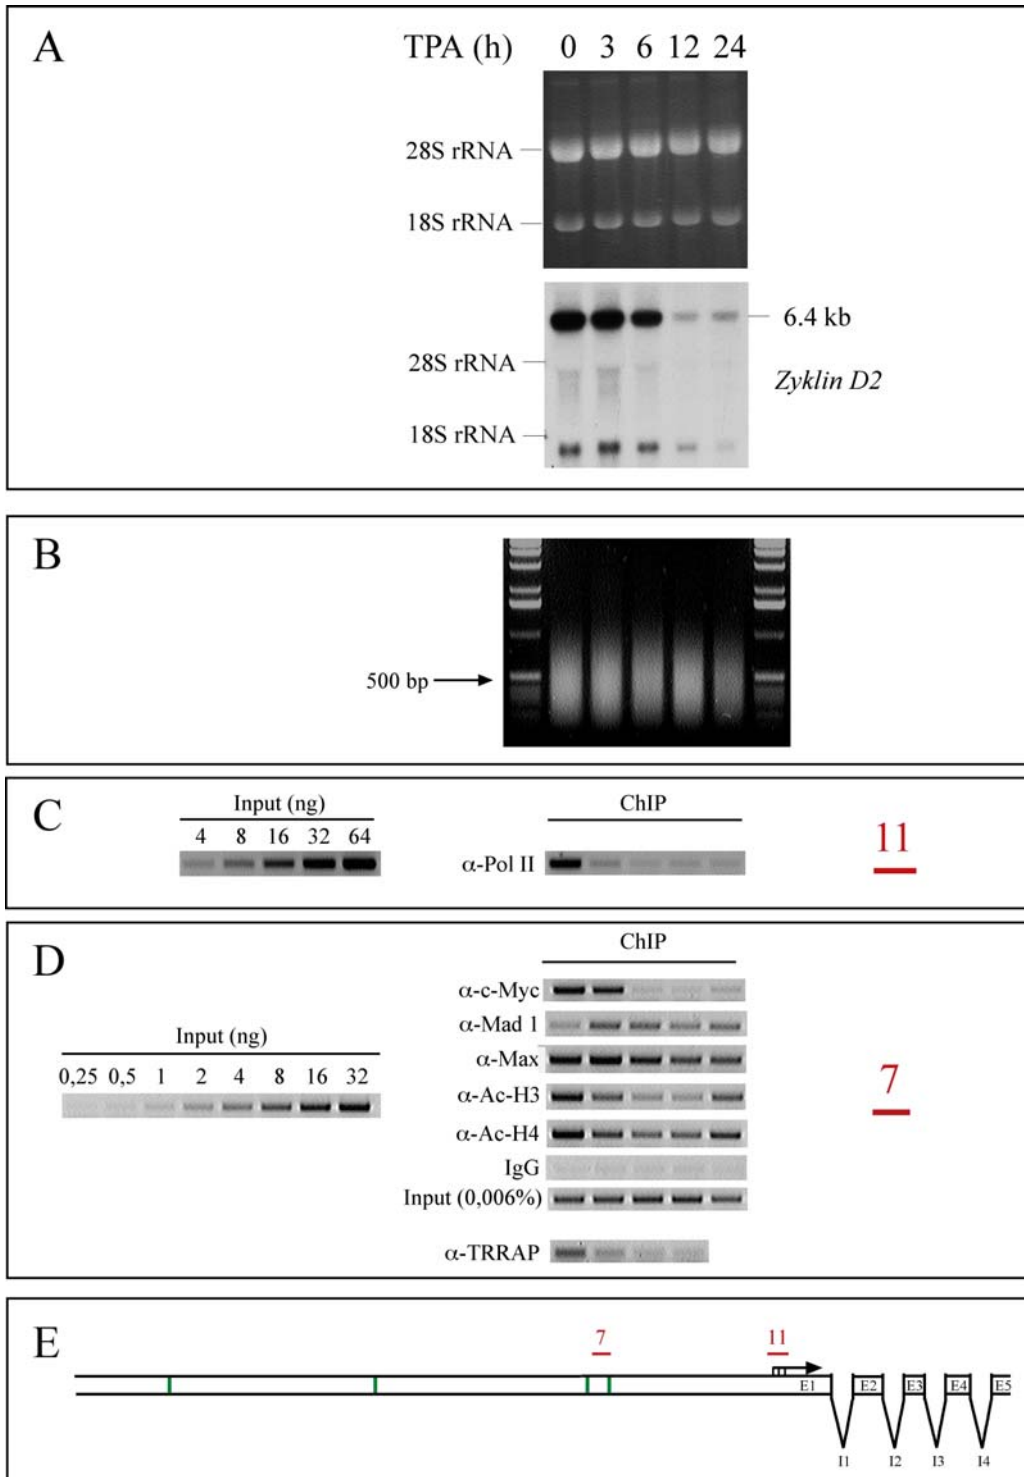 A
TPA (h) 0 3 6 12 24
28S rRNA
18S rRNA
6.4 kb
28S rRNA
Zyklin D2
18S rRNA
B
500 bp
C
Input (ng)
4 8 16 32 64
ChIP
α-Pol II
11
D
ChIP
α-c-Myc
α-Mad 1
Input (ng)
0,25 0,5 1 2 4 8 16 32
α-Max
7
α-Ac-H3
α-Ac-H4
IgG
Input (0,006%)
α-TRRAP
E
7 11
E1 E2 E3 E4 E5
I1 I2 I3 I4